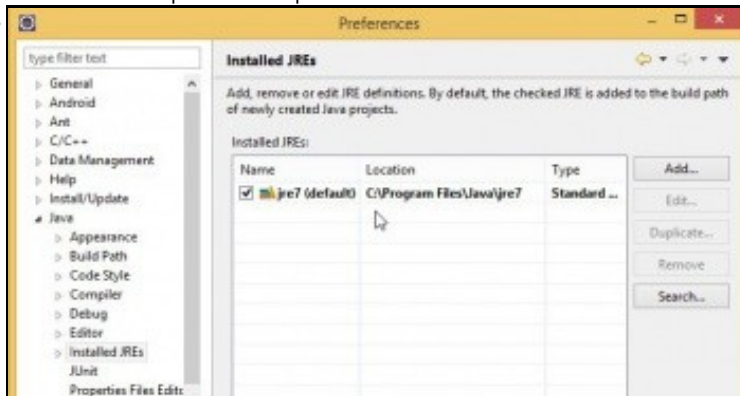 Preferences
type filter text
General
Android
Ant
C/C++
Data Management
Help
Install/Update
Java
Appearance
Build Path
Code Style
Compiler
Debug
Editor
Installed JREs
JUnit
Properties Files Edito
Installed JREs
Add, remove or edit JRE definitions. By default, the checked JRE is added to the build path
of newly created Java projects.
Installed JREs:
Name Location Type
jre7 (default) C:\Program Files\Java\jre7 Standard ...
Add...
Edit...
Duplicate...
Remove
Search...